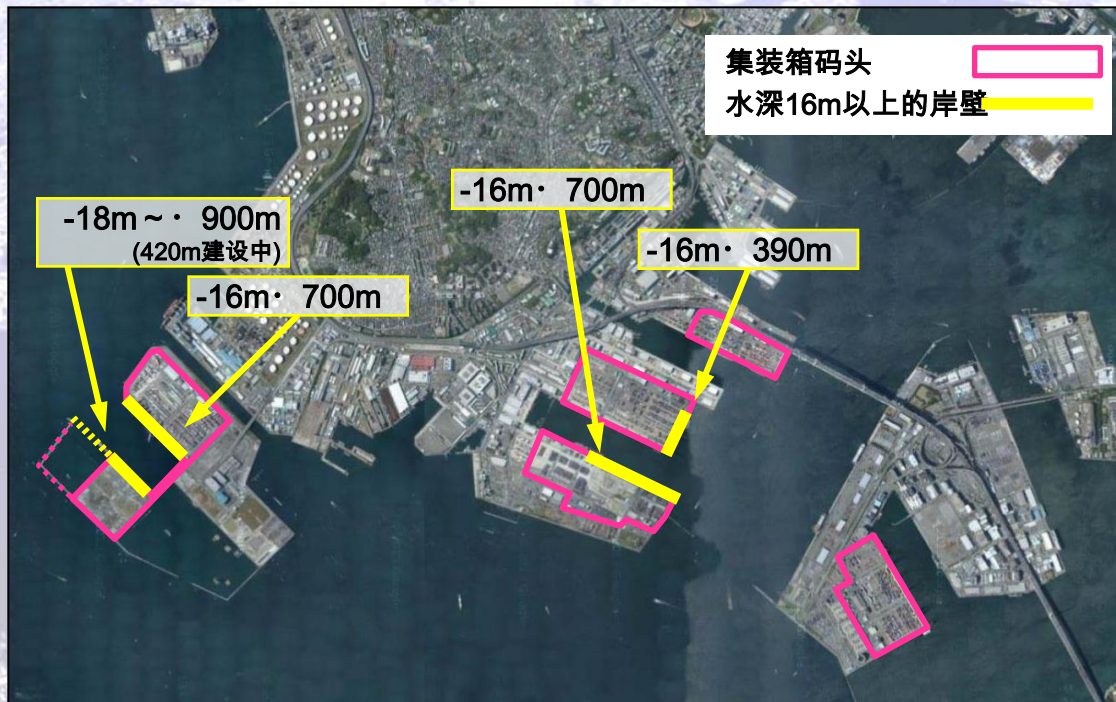 集装箱码头
水深16m以上的岸壁
-16m· 700m
-18m～· 900m
(420m建设中)
-16m· 390m
-16m· 700m